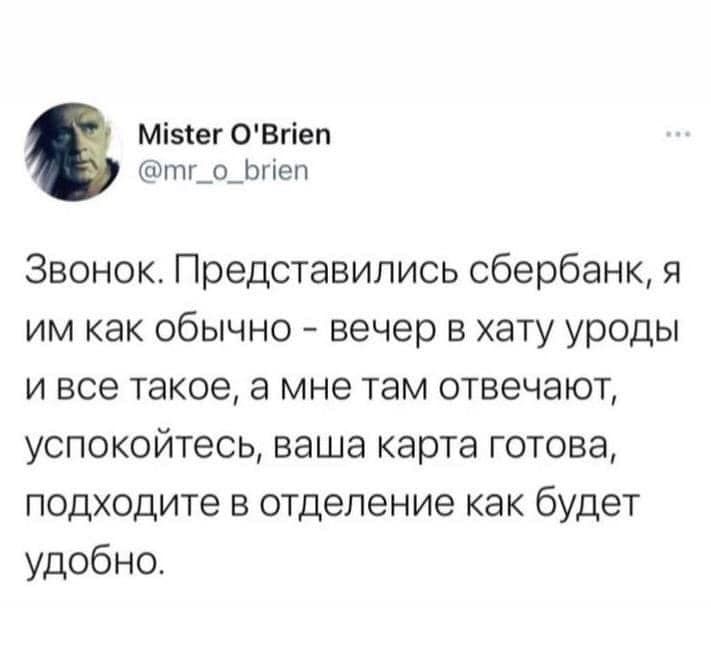 Mister O'Brien
@mr_o_brien
Звонок. Представились сбербанк, я
им как обычно - вечер в хату уроды
и все такое, а мне там отвечают,
успокойтесь, ваша карта готова,
подходите в отделение как будет
удобно.